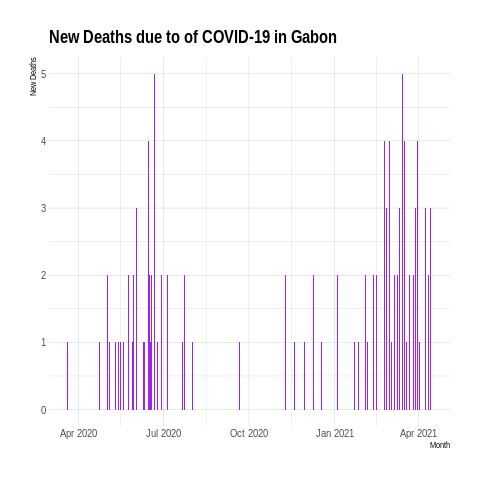 New Deaths due to of COVID-19 in Gabon
New Deaths
5
4
3
2
1
0
Apr 2020 Jul 2020 Oct 2020 Jan 2021 Apr 2021
Month